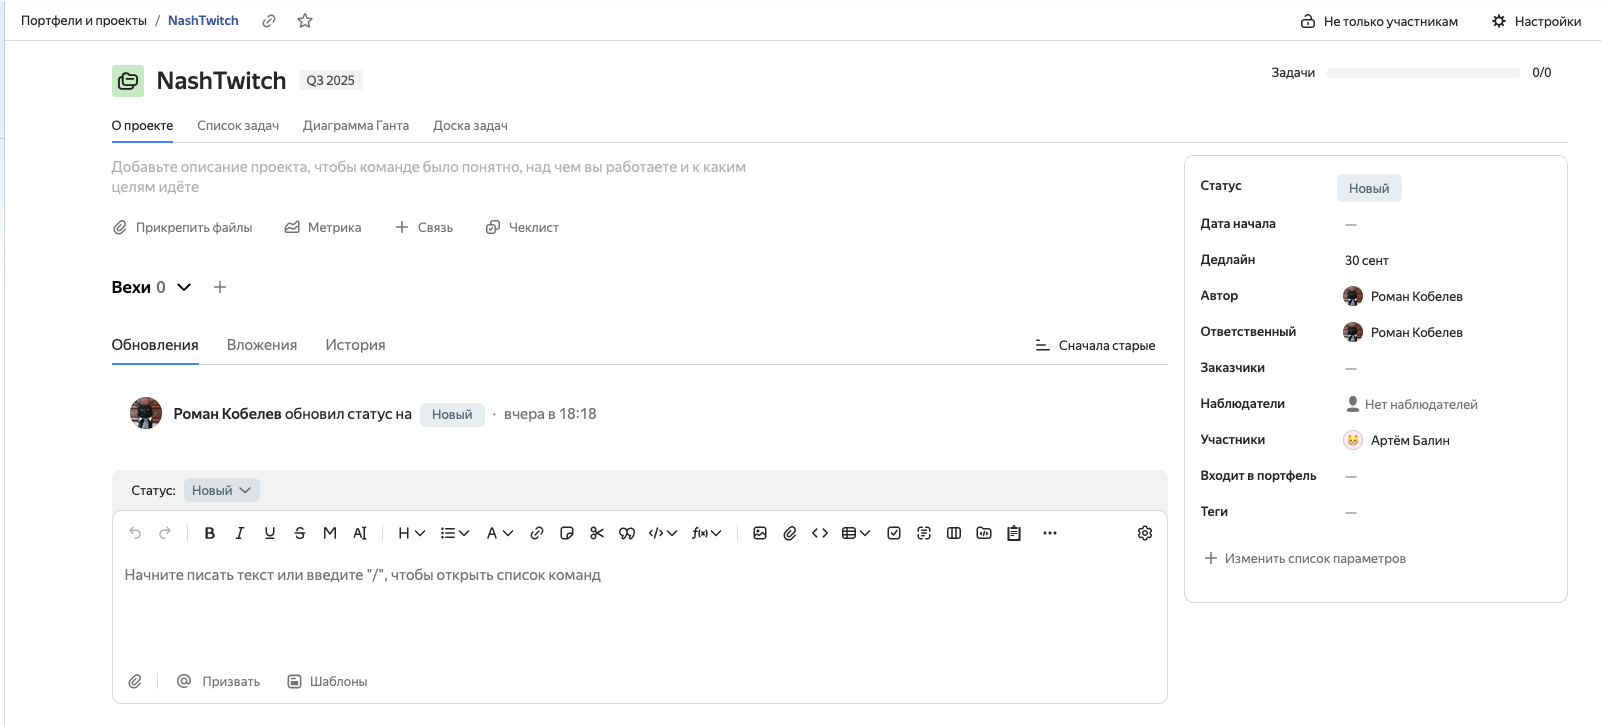 Портфели и проекты / NashTwitch
Не только участникам
Настройки
NashTwitch Q3 2025
Задачи 0/0
О проекте Список задач Диаграмма Ганта Доска задач
Добавьте описание проекта, чтобы команде было понятно, над чем вы работаете и к каким
целям идёте
Прикрепить файлы Метрика Связь Чеклист
Вехи 0
Обновления Вложения История
Сначала старые
Роман Кобелев обновил статус на Новый · вчера в 18:18
Статус: Новый
Начните писать текст или введите "/", чтобы открыть список команд
Призвать Шаблоны
Статус Новый
Дата начала —
Дедлайн 30 сент
Автор Роман Кобелев
Ответственный Роман Кобелев
Заказчики —
Наблюдатели Нет наблюдателей
Участники Артём Балин
Входит в портфель —
Теги —
Изменить список параметров